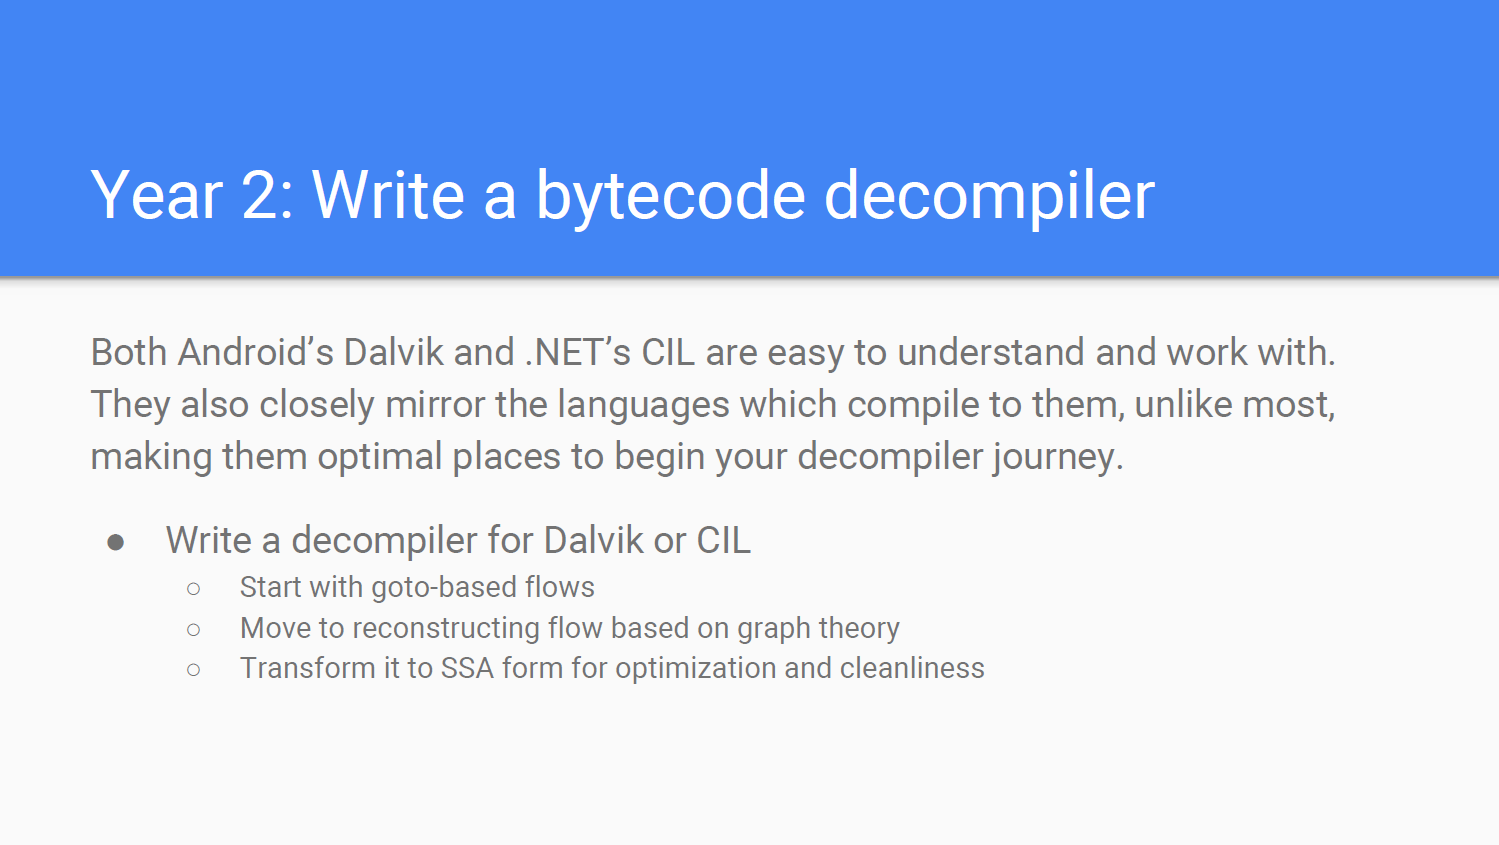 Year 2: Write a bytecode decompiler
Both Android’s Dalvik and .NET’s CIL are easy to understand and work with.
They also closely mirror the languages which compile to them, unlike most,
making them optimal places to begin your decompiler journey.
● Write a decompiler for Dalvik or CIL
○ Start with goto-based flows
○ Move to reconstructing flow based on graph theory
○ Transform it to SSA form for optimization and cleanliness